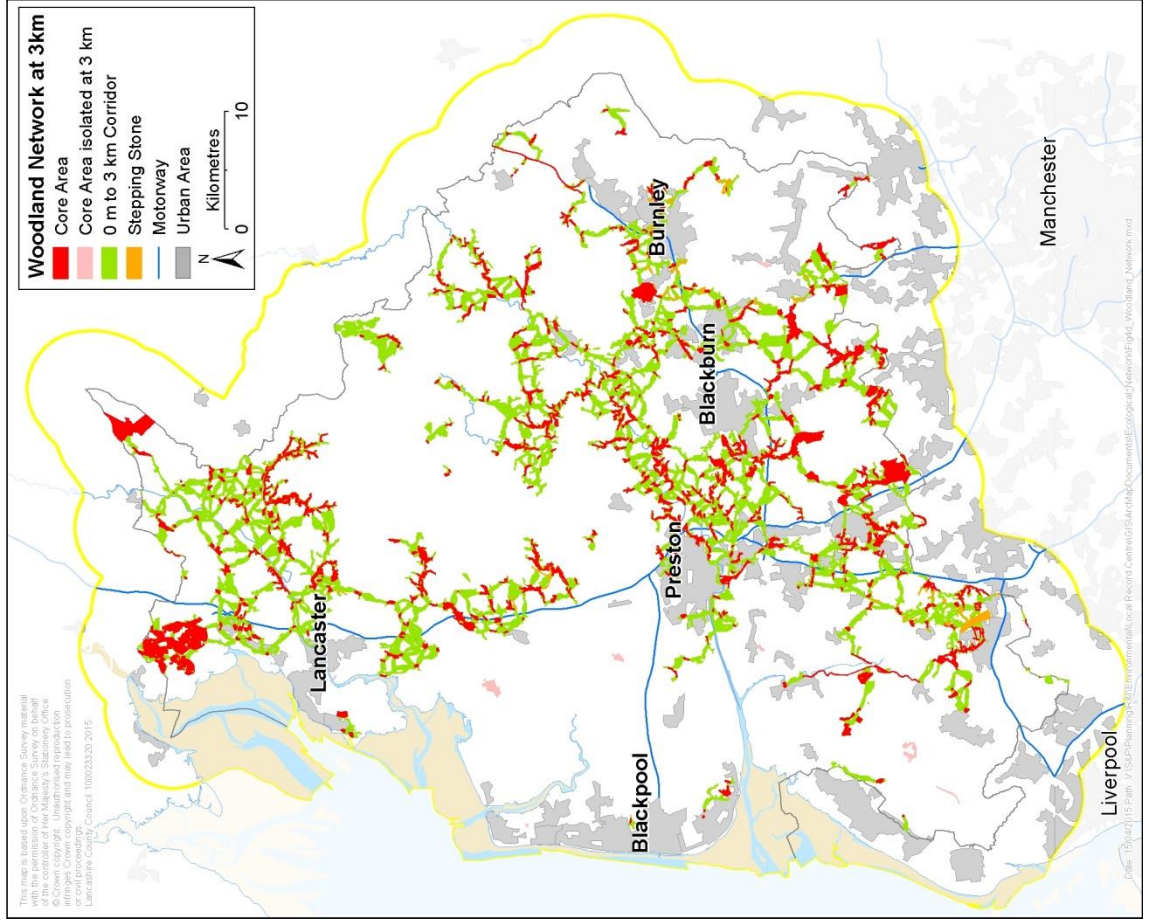 Woodland Network at 3km
Core Area
Core Area isolated at 3 km
0 m to 3 km Corridor
Stepping Stone
Motorway
Urban Area
Kilometres
0 10
N
This map is based upon Ordnance Survey material
with the permission of Ordnance Survey on behalf
of the controller of Her Majesty's Stationery Office
© Crown copyright. Unauthorised reproduction
infringes Crown copyright and may lead to prosecution
or civil proceedings.
Lancashire County Council 100023320 2015
Lancaster
Burnley
Blackburn
Preston
Blackpool
Manchester
Liverpool
Date: 15/04/2015